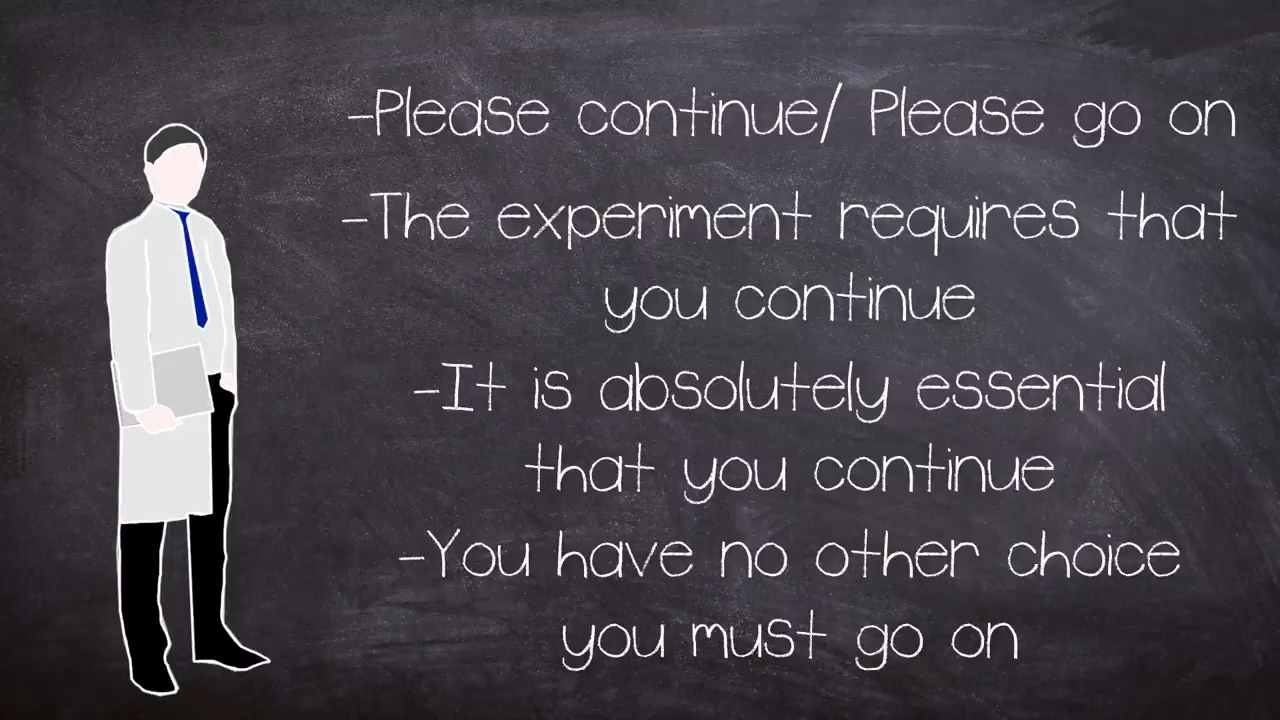 -Please continue/ Please go on
-The experiment requires that
you continue
-It is absolutely essential
that you continue
-You have no other choice
you must go on